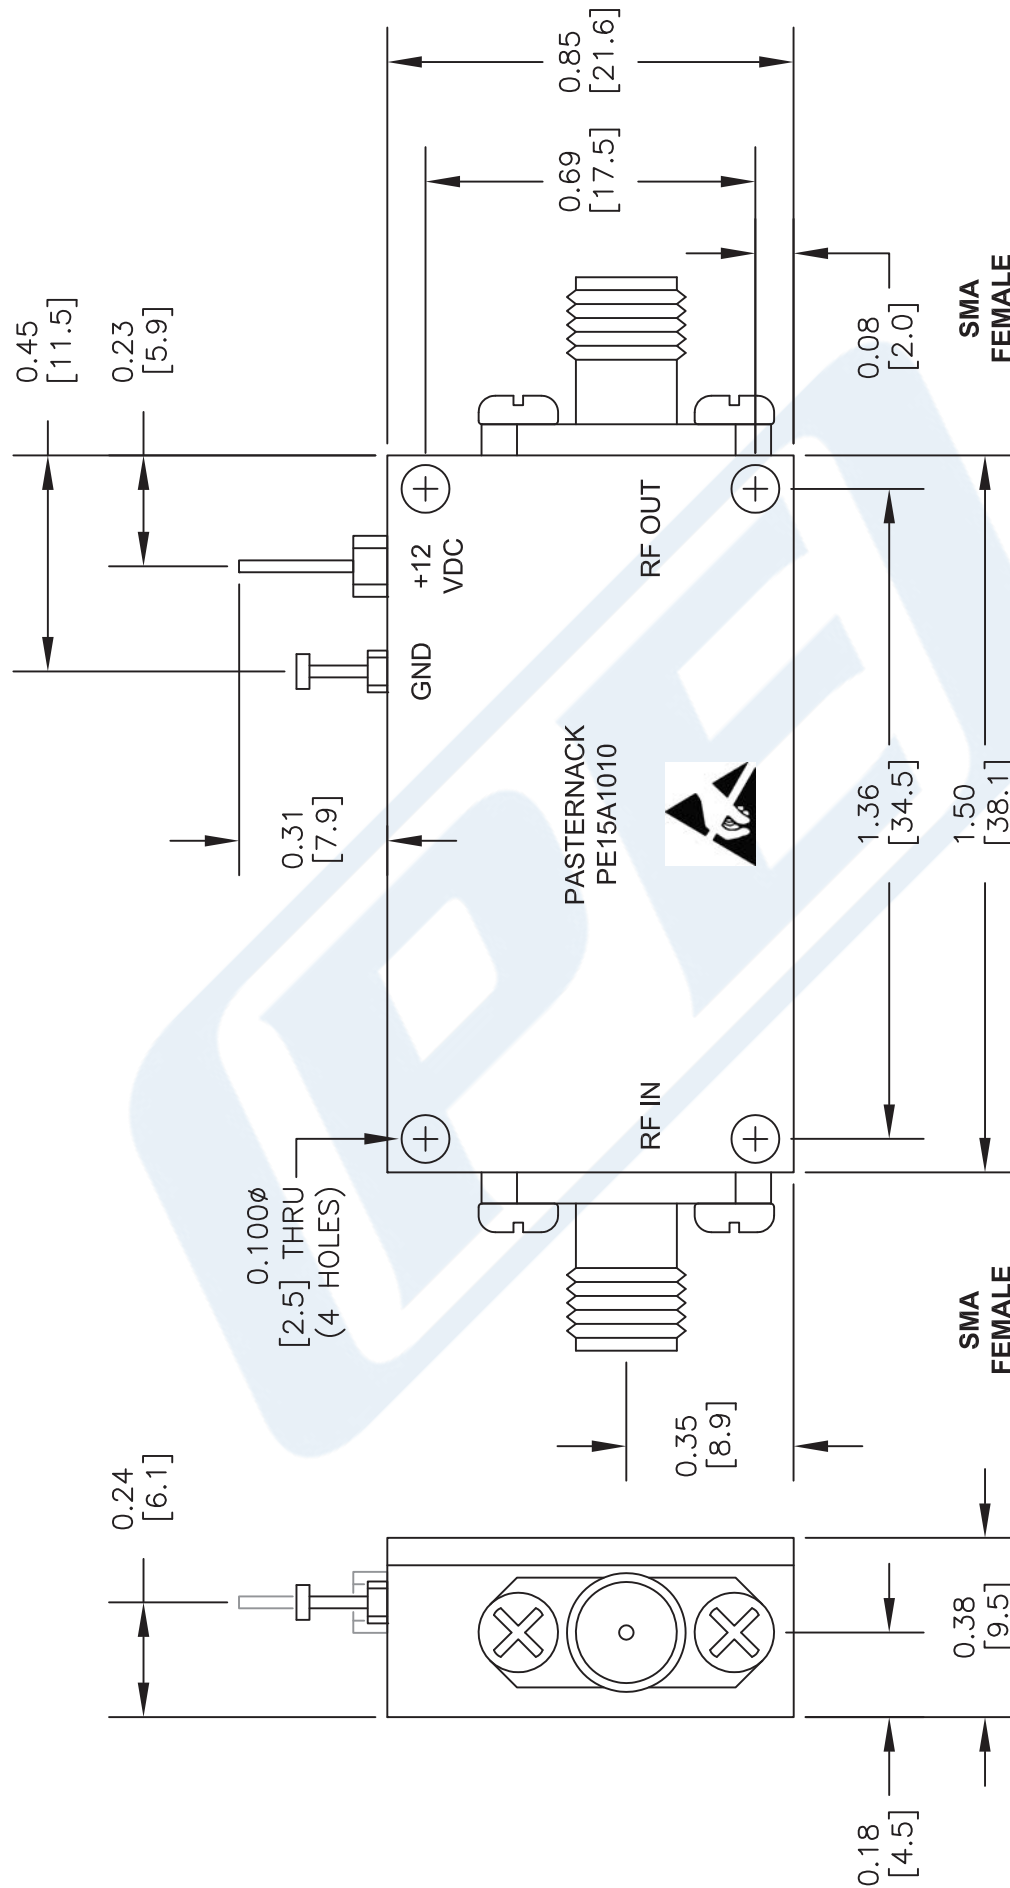 0.45
[11.5]
0.23
[5.9]
0.85
[21.6]
0.69
[17.5]
0.08
[2.0]
SMA
FEMALE
+12
VDC
GND
RF OUT
0.31
[7.9]
PASTERNACK
PE15A1010
1.36
[34.5]
1.50
[38.1]
RF IN
0.100ø
[2.5] THRU
(4 HOLES)
SMA
FEMALE
0.35
[8.9]
0.24
[6.1]
0.38
[9.5]
0.18
[4.5]
PEI